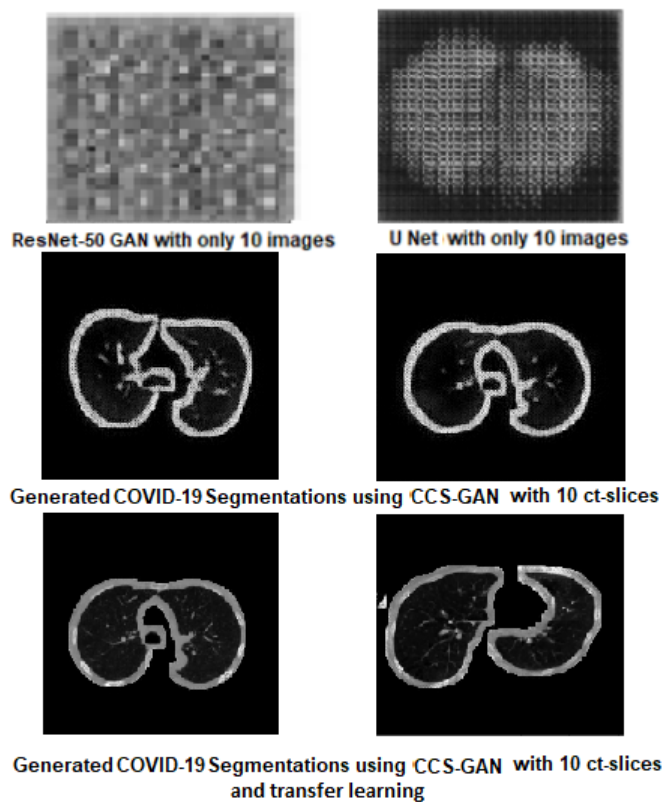 ResNet-50 GAN with only 10 images
U Net with only 10 images
Generated COVID-19 Segmentations using CCS-GAN with 10 ct-slices
Generated COVID-19 Segmentations using CCS-GAN with 10 ct-slices
and transfer learning